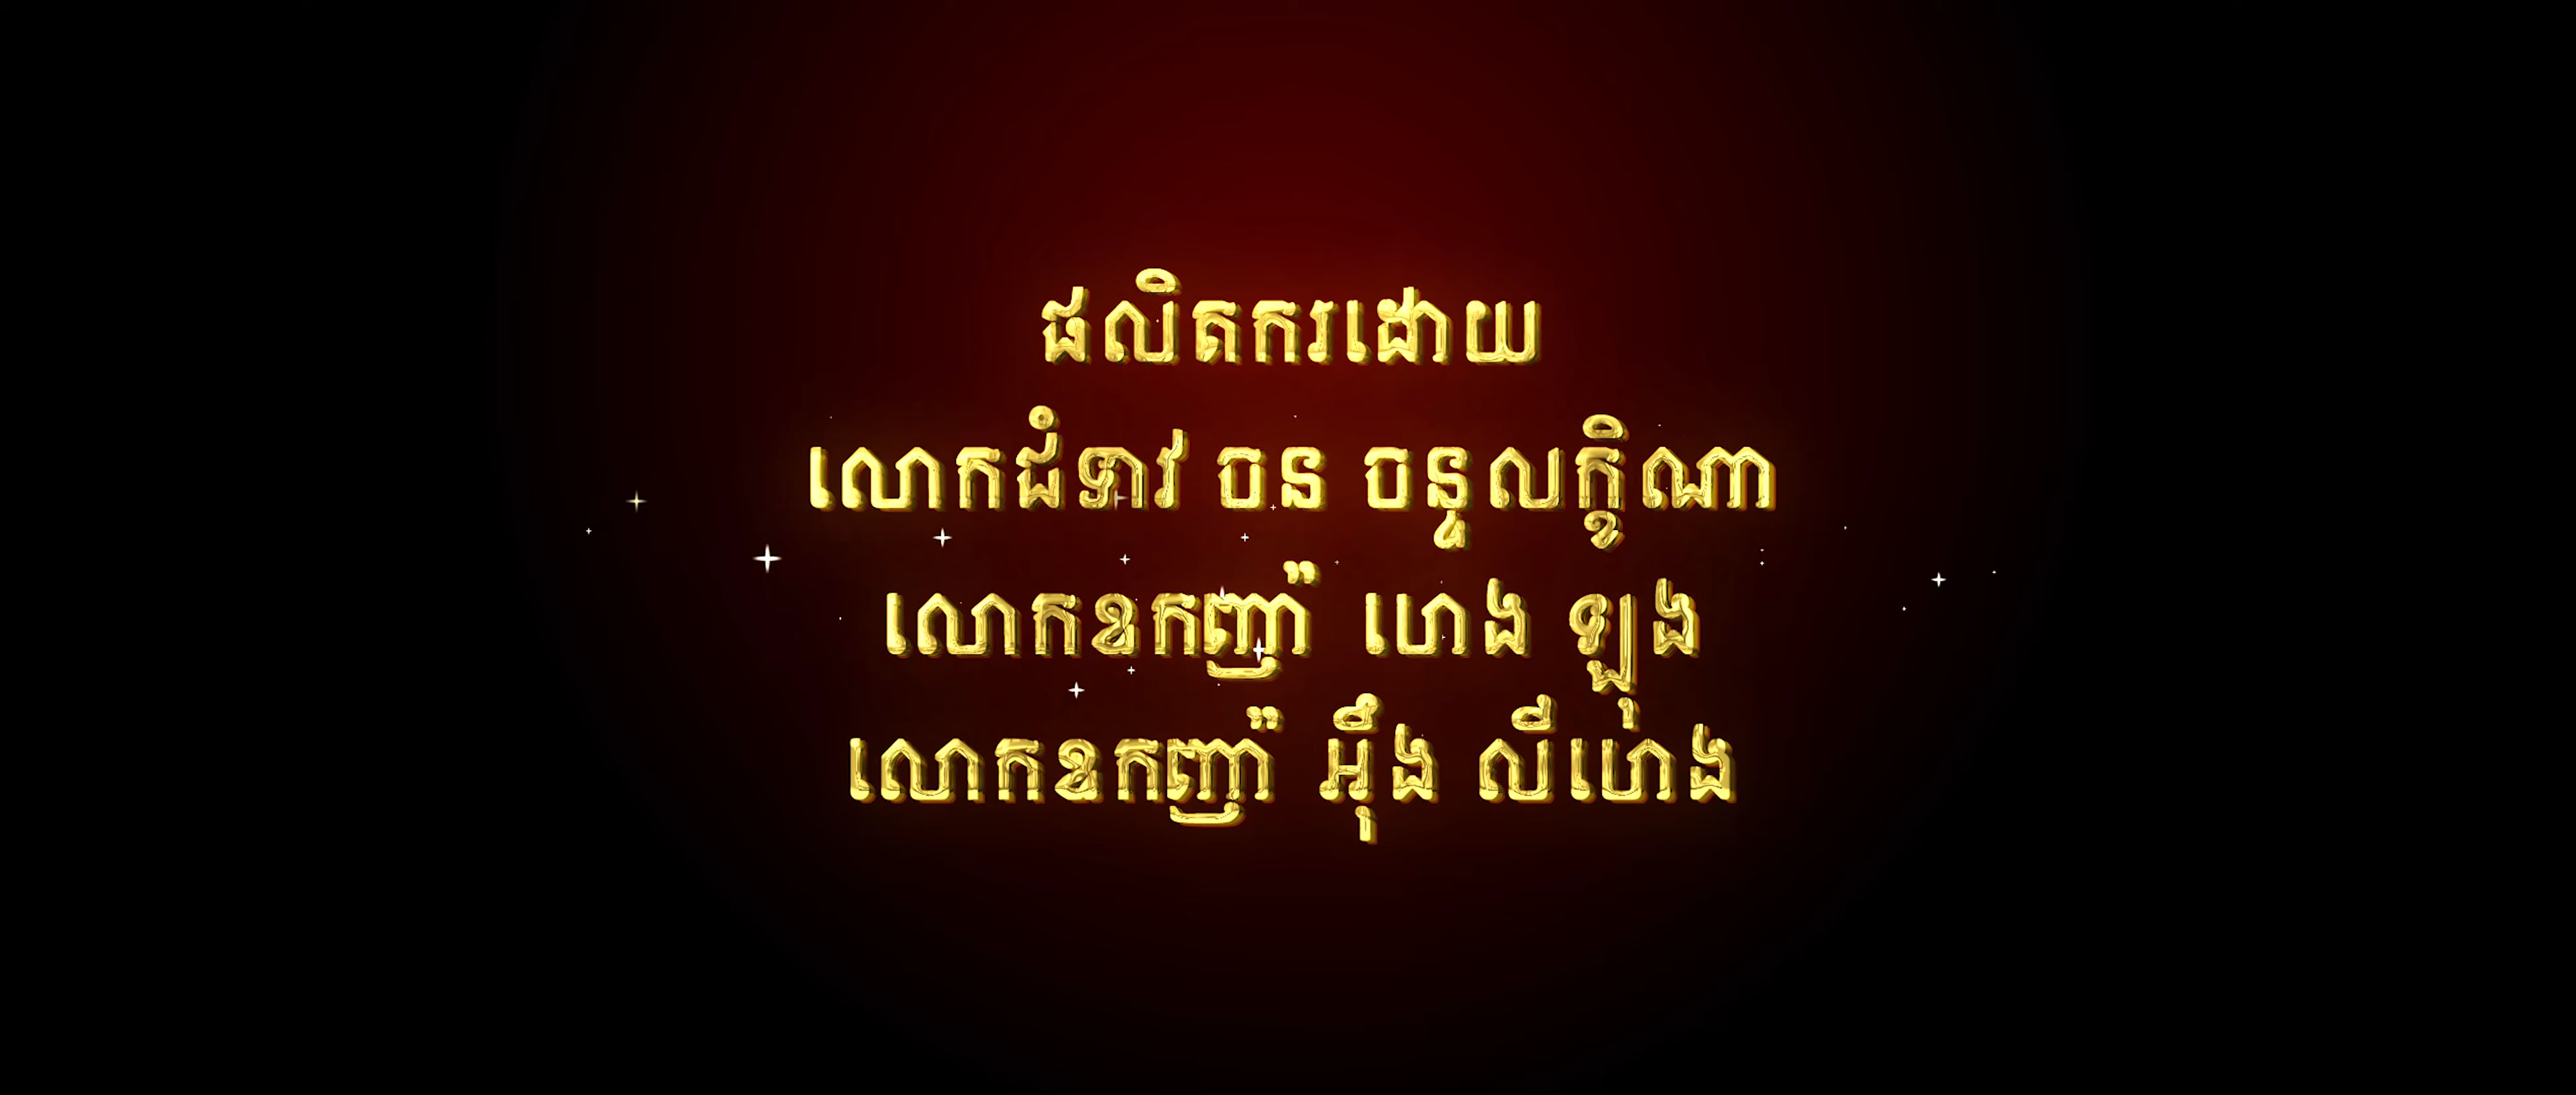 ផលិតករដោយ
លោកជំទាវ ចន ចន្ទលក្ខិណា
លោកឧកញ៉ា ហេង ឡុង
លោកឧកញ៉ា អ៊ឹង លីហេង